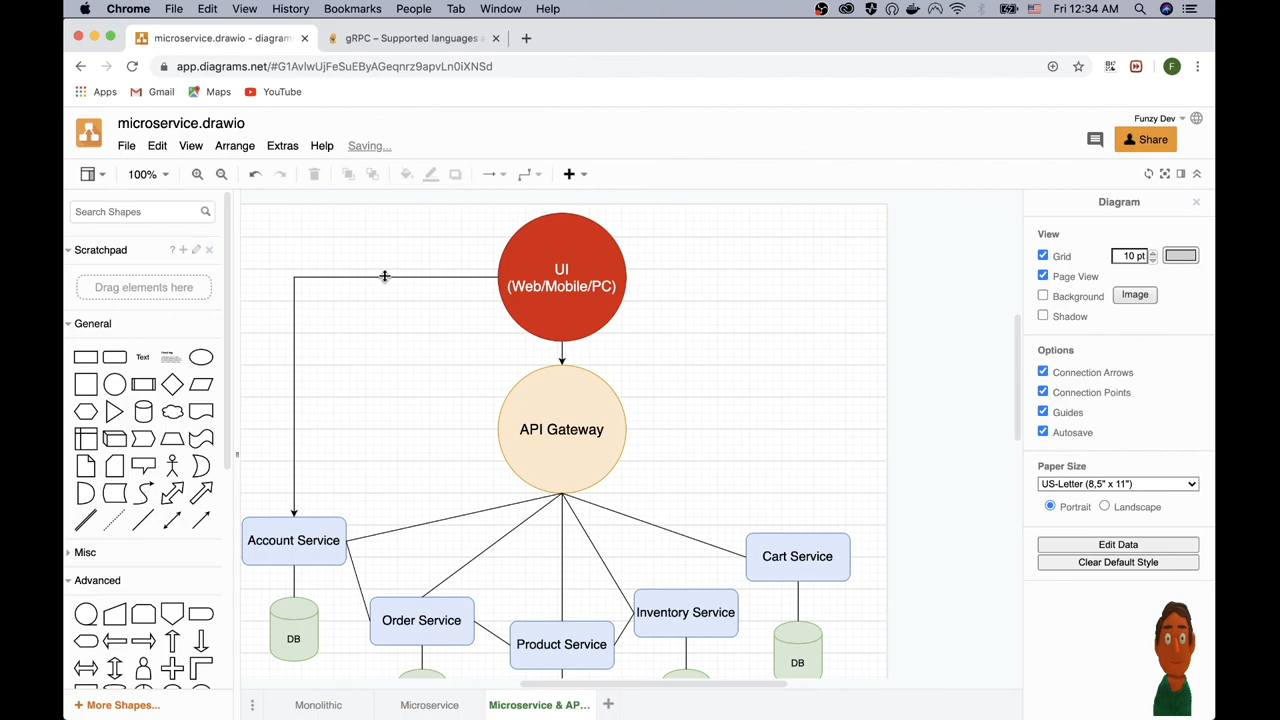 Chrome File Edit View History Bookmarks People Tab Window Help Fri 12:34 AM
microservice.drawio - diagram
gRPC – Supported languages
app.diagrams.net/#G1AvlwUjFeSuEByAGeqnrz9apvLn0iXNSd F
Apps Gmail Maps YouTube
microservice.drawio
Funzy Dev
File Edit View Arrange Extras Help Saving...
Share
100%
Search Shapes
Diagram
Scratchpad ?
Drag elements here
General
Text
Misc
Advanced
+ More Shapes...
UI
(Web/Mobile/PC)
API Gateway
Account Service
Cart Service
Order Service
Inventory Service
Product Service
DB
DB
View
Grid 10 pt
Page View
Background Image
Shadow
Options
Connection Arrows
Connection Points
Guides
Autosave
Paper Size
US-Letter (8,5" x 11")
Portrait Landscape
Edit Data
Clear Default Style
Monolithic Microservice Microservice & AP...